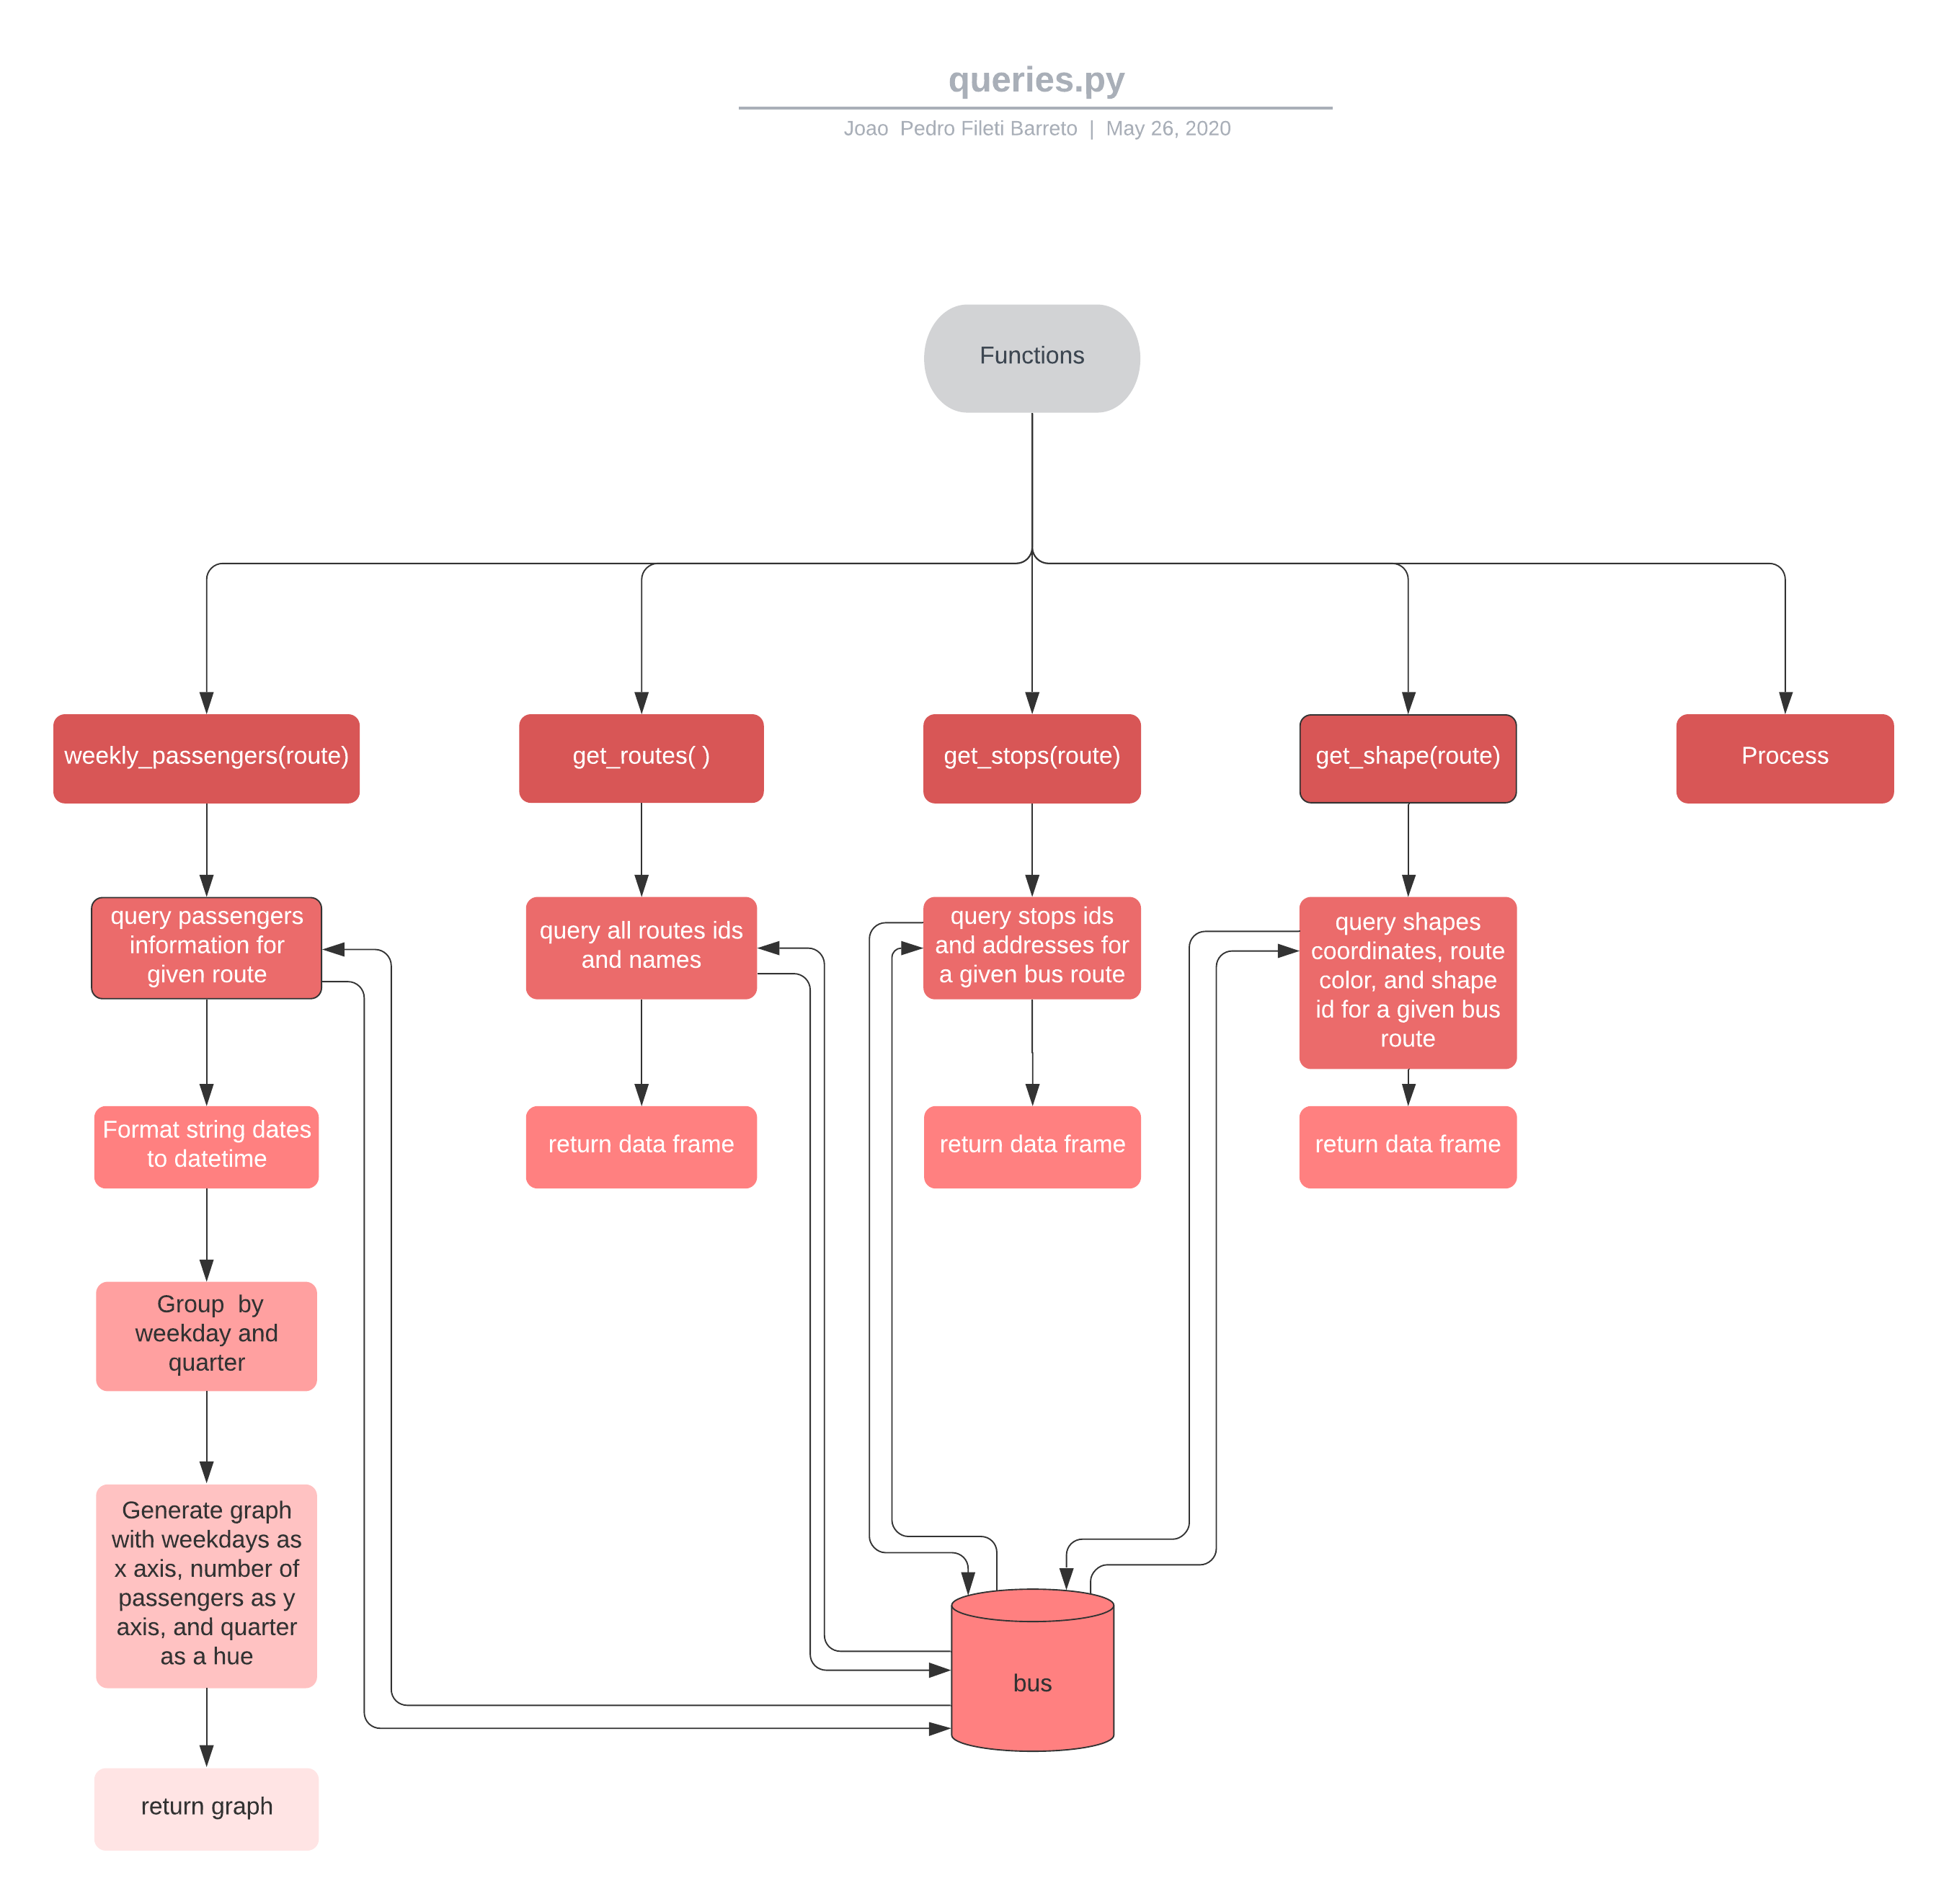 queries.py
Joao  Pedro Fileti Barreto  |  May 26, 2020
Functions
weekly_passengers(route)
get_routes( )
get_stops(route)
get_shape(route)
Process
query passengers
information for
given route
query all routes ids
and names
query stops ids
and addresses for
a given bus route
query shapes
coordinates, route
color, and shape
id for a given bus
route
Format string dates
to datetime
return data frame
return data frame
return data frame
Group  by
weekday and
quarter
Generate graph
with weekdays as
x axis, number of
passengers as y
axis, and quarter
as a hue
bus
return graph